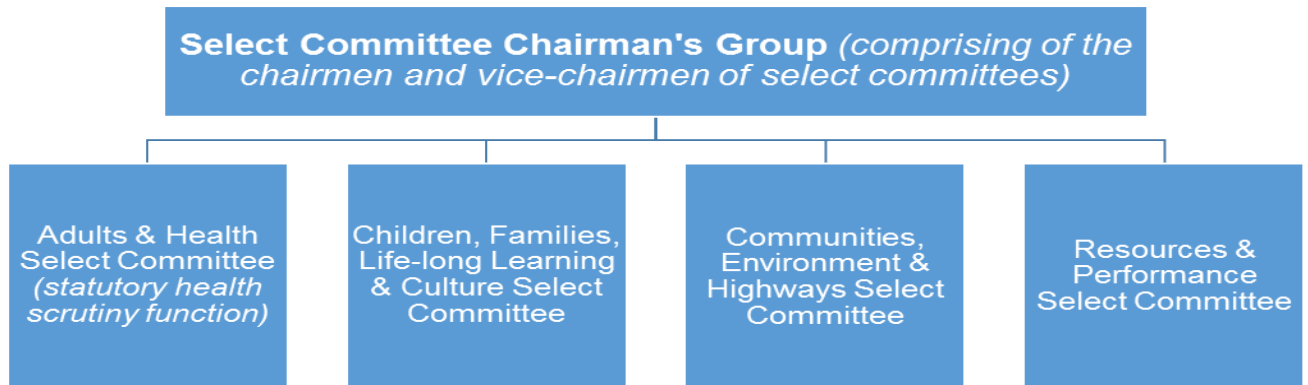 Select Committee Chairman's Group (comprising of the
chairmen and vice-chairmen of select committees)
Adults & Health
Select Committee
(statutory health
scrutiny function)
Children, Families,
Life-long Learning
& Culture Select
Committee
Communities,
Environment &
Highways Select
Committee
Resources &
Performance
Select Committee